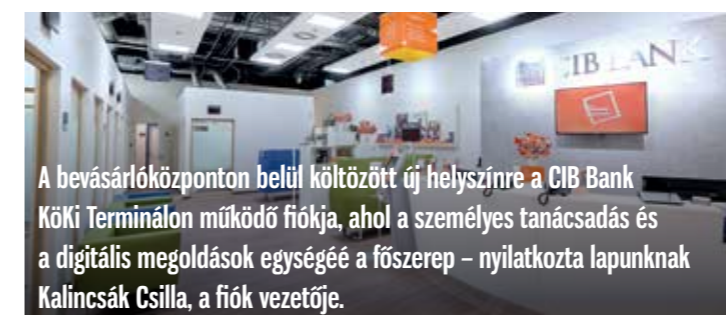 CIB BANK
A bevásárlóközponton belül költözött új helyszínre a CIB Bank
KöKi Terminálon működő fiókja, ahol a személyes tanácsadás és
a digitális megoldások egységéé a főszerep – nyilatkozta lapunknak
Kalincsák Csilla, a fiók vezetője.